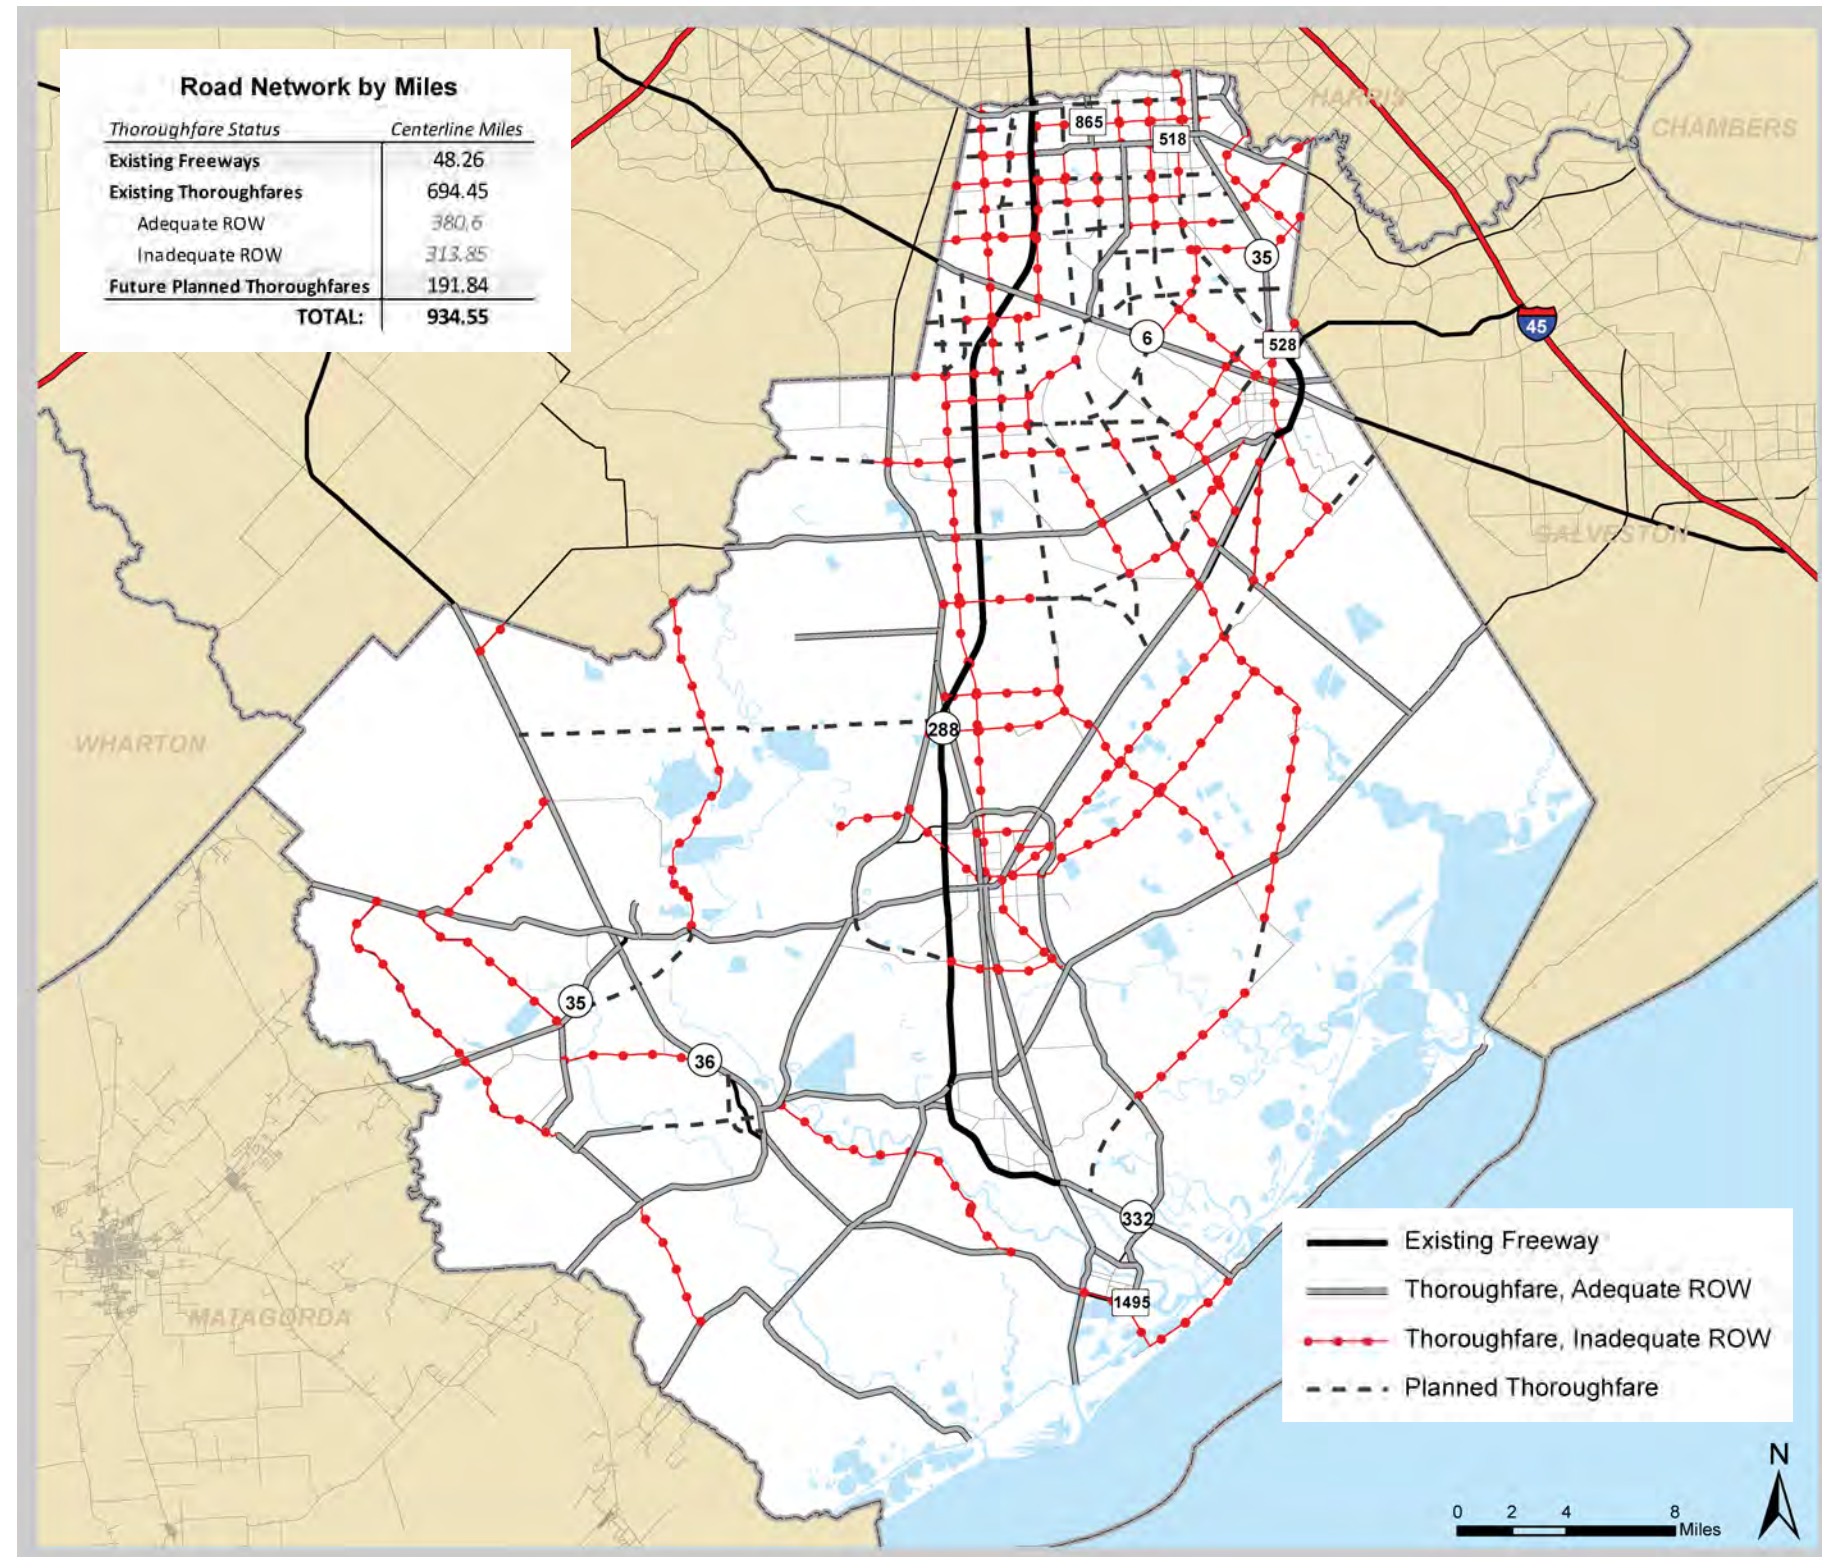 Road Network by Miles
Thoroughfare Status Centerline Miles
Existing Freeways 48.26
Existing Thoroughfares 694.45
Adequate ROW 380.6
Inadequate ROW 313.85
Future Planned Thoroughfares 191.84
TOTAL: 934.55
HARRIS
CHAMBERS
865
518
35
6
528
45
GALVESTON
WHARTON
288
35
36
332
1495
MATAGORDA
Existing Freeway
Thoroughfare, Adequate ROW
Thoroughfare, Inadequate ROW
Planned Thoroughfare
N
0 2 4 8
Miles